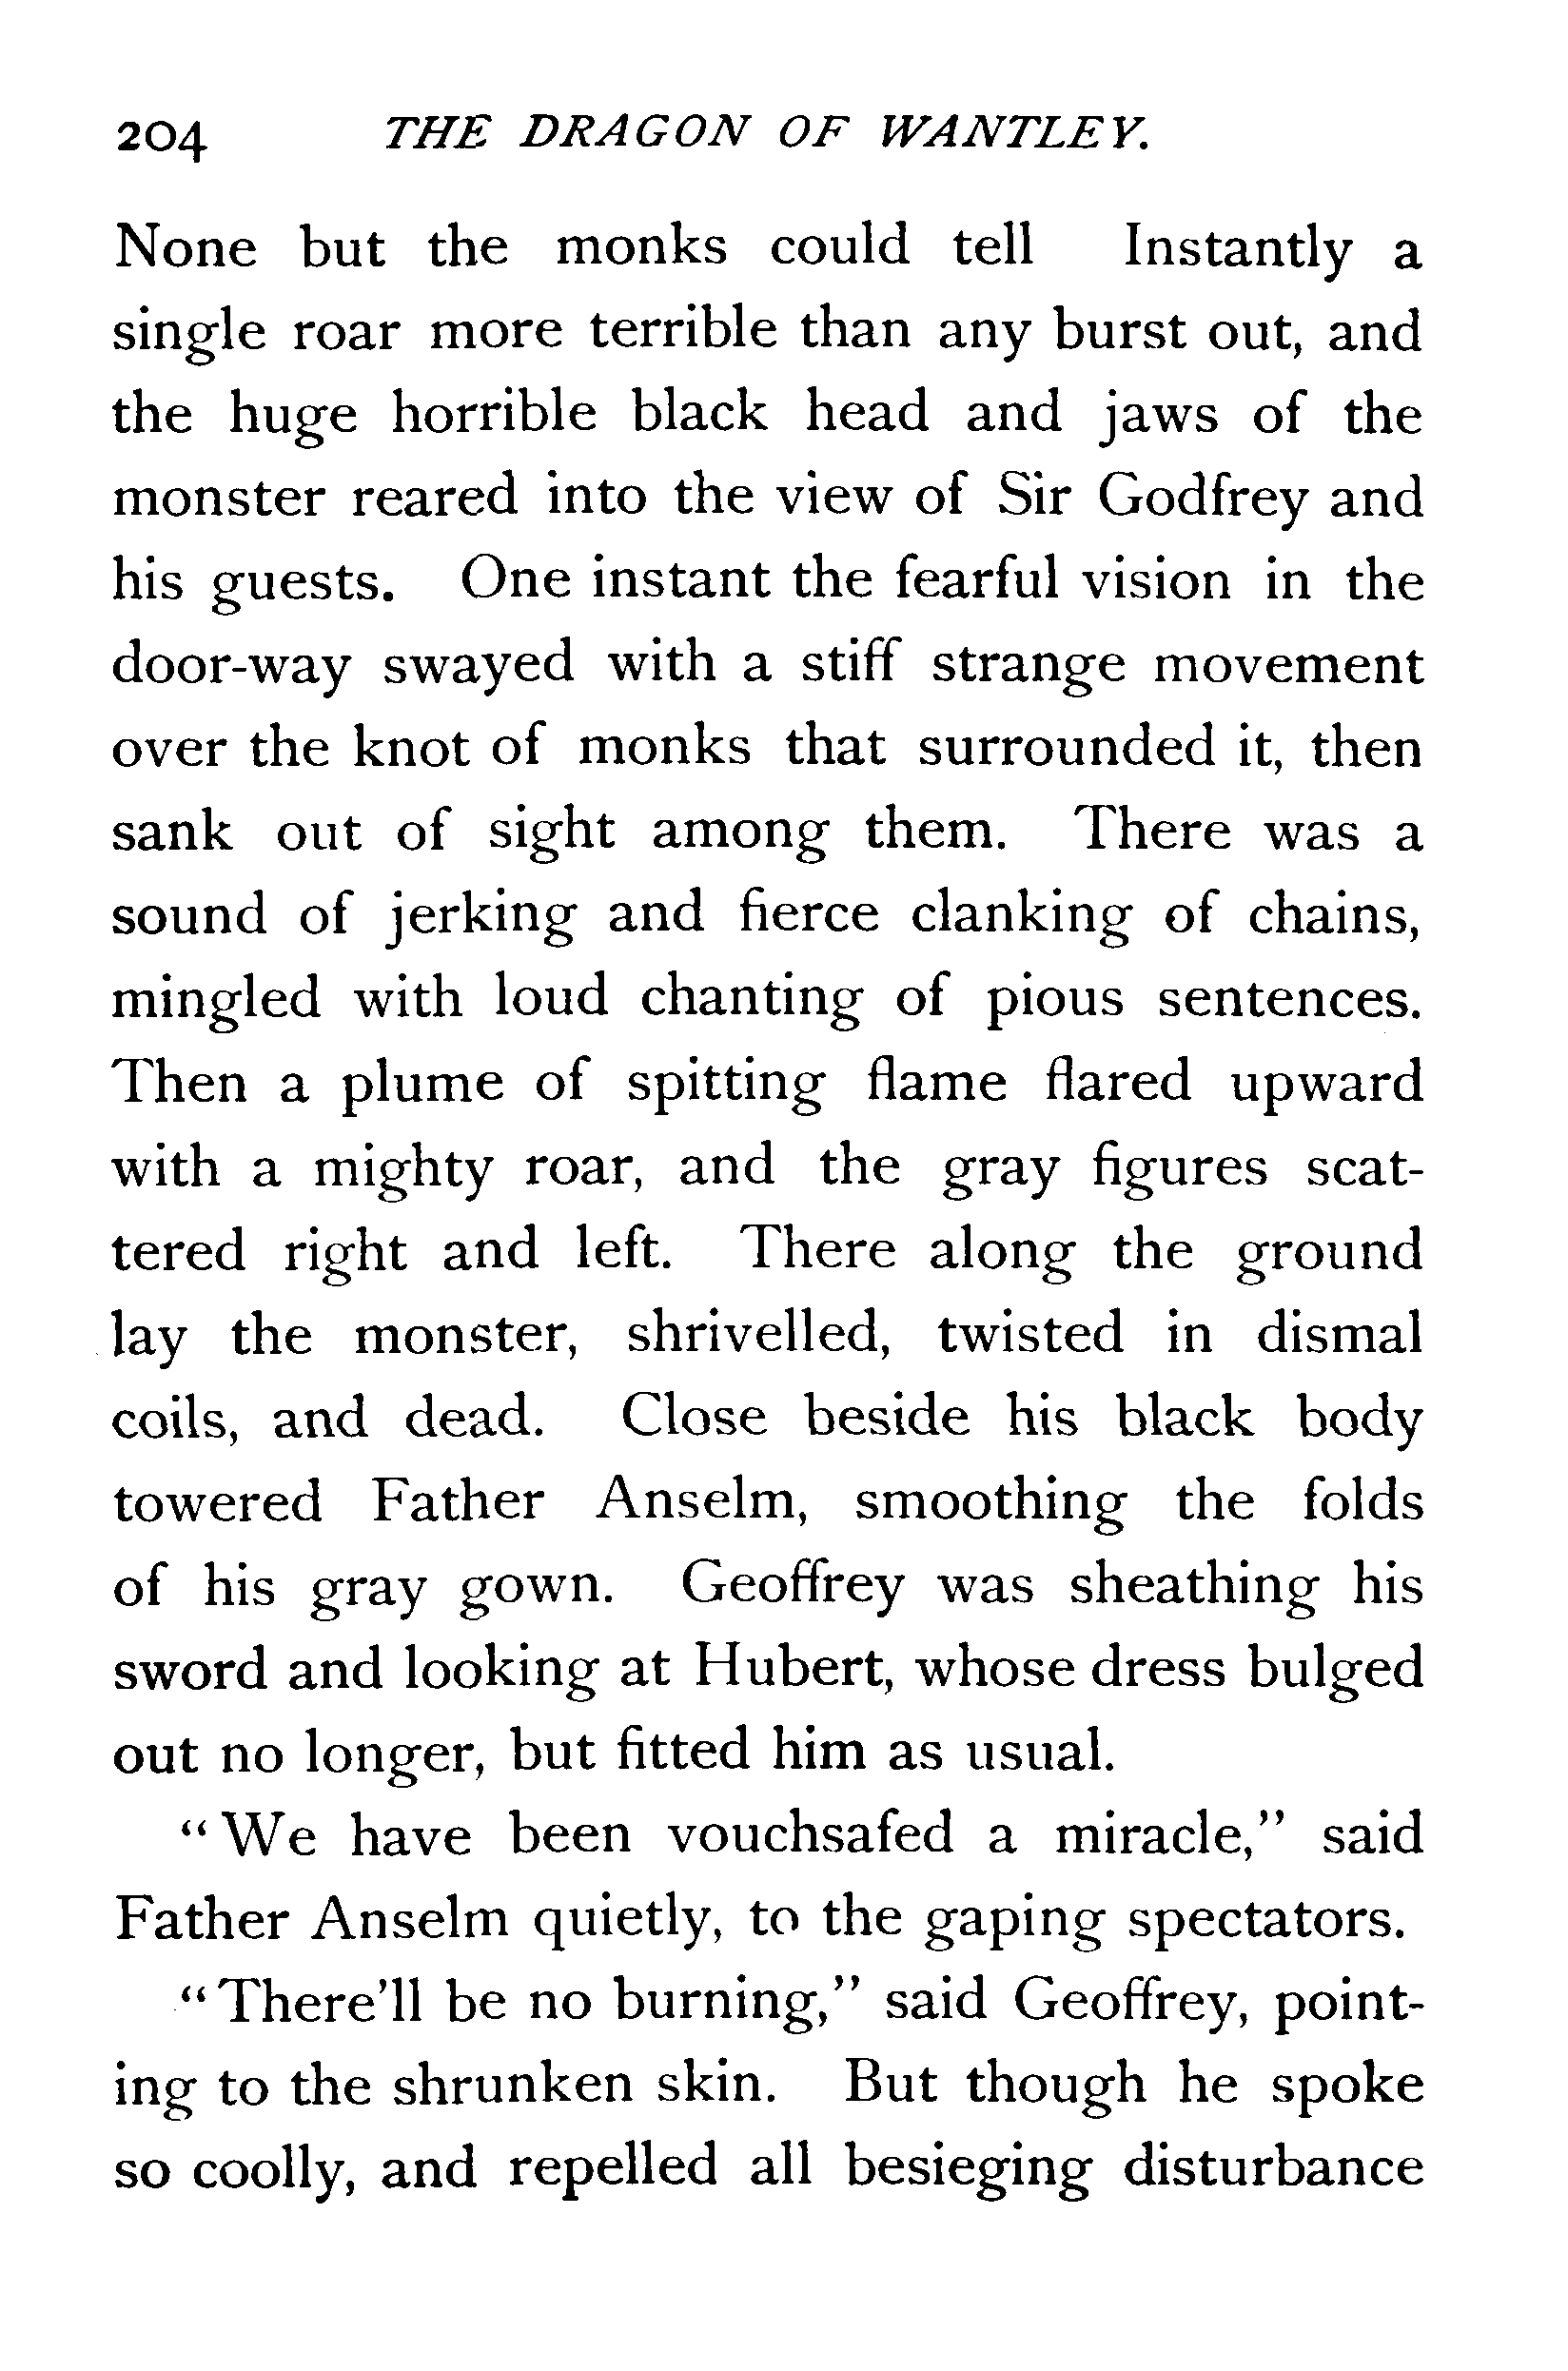 204 THE DRAGON OF WANTLEY.
None but the monks could tell Instantly a
single roar more terrible than any burst out, and
the huge horrible black head and jaws of the
monster reared into the view of Sir Godfrey and
his guests. One instant the fearful vision in the
door-way swayed with a stiff strange movement
over the knot of monks that surrounded it, then
sank out of sight among them. There was a
sound of jerking and fierce clanking of chains,
mingled with loud chanting of pious sentences.
Then a plume of spitting flame flared upward
with a mighty roar, and the gray figures scat-
tered right and left. There along the ground
lay the monster, shrivelled, twisted in dismal
coils, and dead. Close beside his black body
towered Father Anselm, smoothing the folds
of his gray gown. Geoffrey was sheathing his
sword and looking at Hubert, whose dress bulged
out no longer, but fitted him as usual.
"We have been vouchsafed a miracle," said
Father Anselm quietly, to the gaping spectators.
"There'll be no burning," said Geoffrey, point-
ing to the shrunken skin. But though he spoke
so coolly, and repelled all besieging disturbance